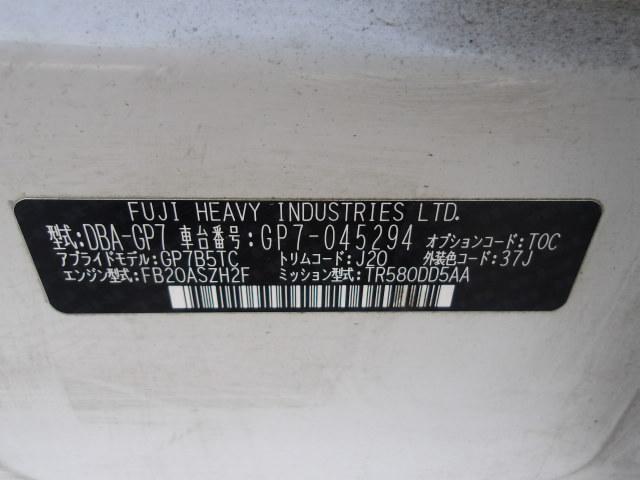 FUJI HEAVY INDUSTRIES LTD.
型式:DBA-GP7 車台番号:GP7-045294 オプションコード:TOC
アプライドモデル:GP7B5TC トリムコード:J20 外装色コード:37J
エンジン型式:FB20ASZH2F ミッション型式:TR580DD5AA